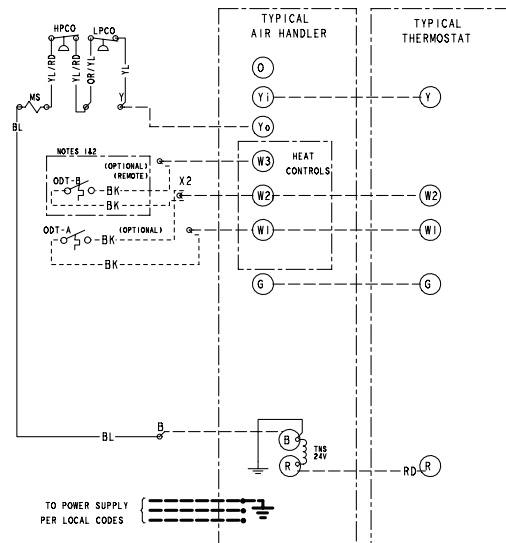 HPCO LPCO
YL/RD YL/RD OR/YL YL
MS Y
BL
TYPICAL
AIR HANDLER
TYPICAL
THERMOSTAT
O
Yi Y
Yo
NOTES 1&2
(OPTIONAL)
(REMOTE)
W3 HEAT
CONTROLS
ODT-B BK X2
BK
W2 W2
ODT-A BK (OPTIONAL)
BK
W1 W1
G G
BL B B
TNS
24V
R RD R
TO POWER SUPPLY
PER LOCAL CODES